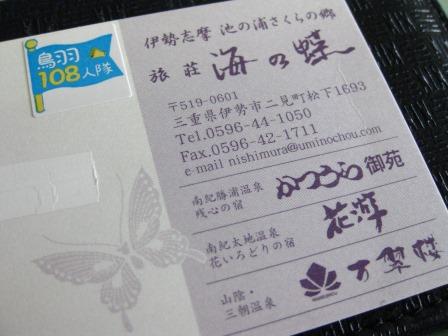 鳥羽
108人隊
伊勢志摩 池の浦さくらの郷
旅荘 海の蝶
〒519-0601
三重県伊勢市二見町松下1693
Tel.0596-44-1050
Fax.0596-42-1711
e-mail nishimura@uminochou.com
南紀勝浦温泉
残心の宿
かつうら御苑
南紀太地温泉
花いろどりの宿
花游
山陰・
三朝温泉
万翠楼